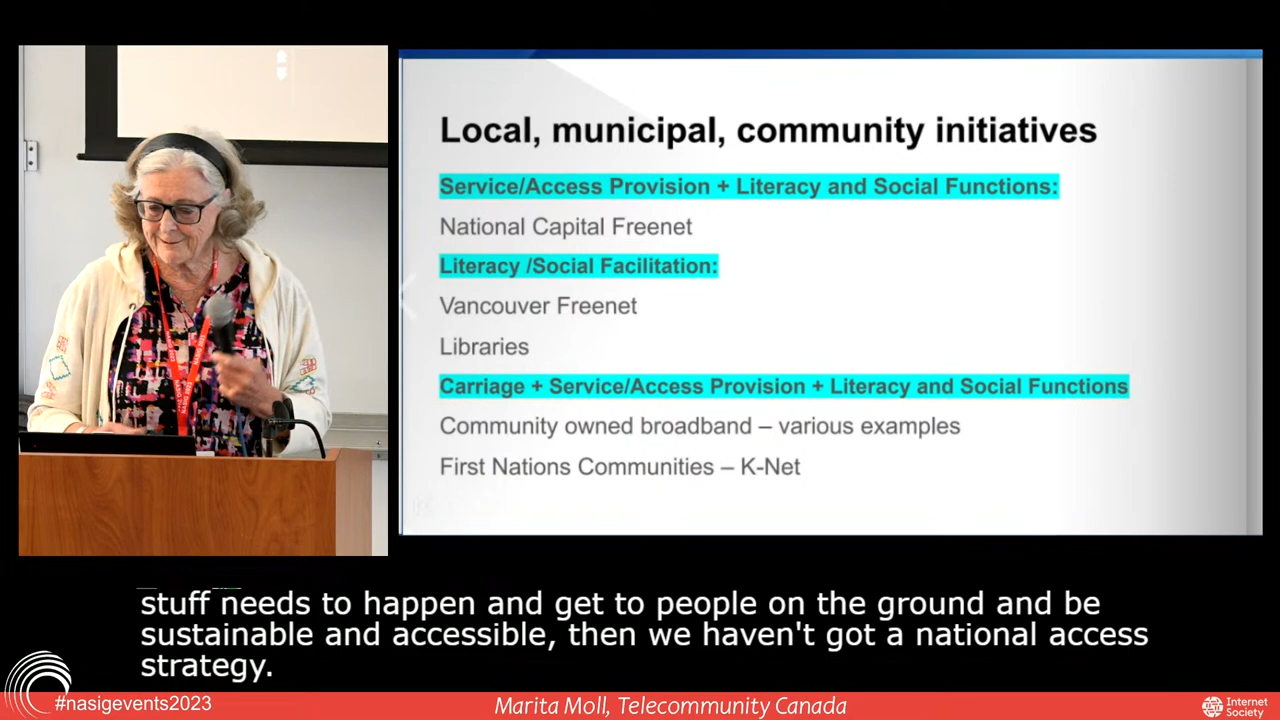 Local, municipal, community initiatives
Service/Access Provision + Literacy and Social Functions:
National Capital Freenet
Literacy /Social Facilitation:
Vancouver Freenet
Libraries
Carriage + Service/Access Provision + Literacy and Social Functions
Community owned broadband – various examples
First Nations Communities – K-Net
stuff needs to happen and get to people on the ground and be
sustainable and accessible, then we haven't got a national access
strategy.
#nasigevents2023
Marita Moll, Telecommunity Canada
Internet
Society